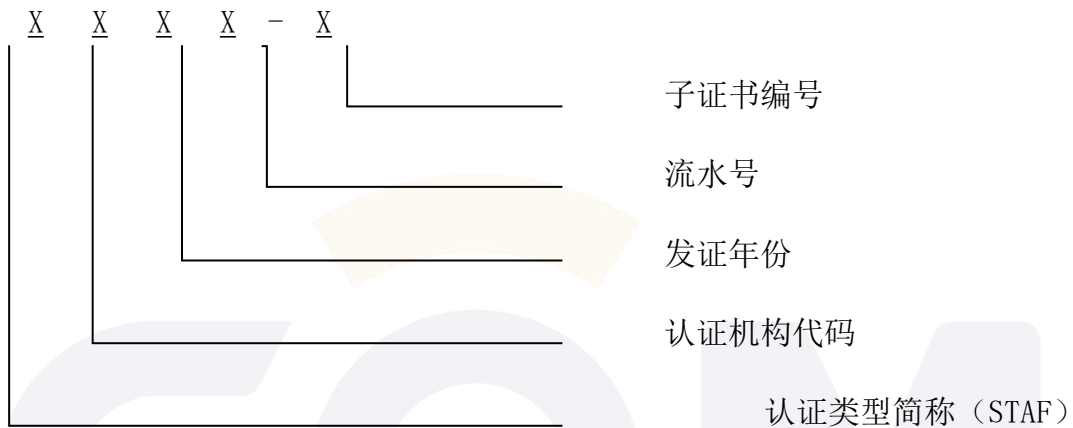 X X X X - X
子证书编号
流水号
发证年份
认证机构代码
认证类型简称（STAF）